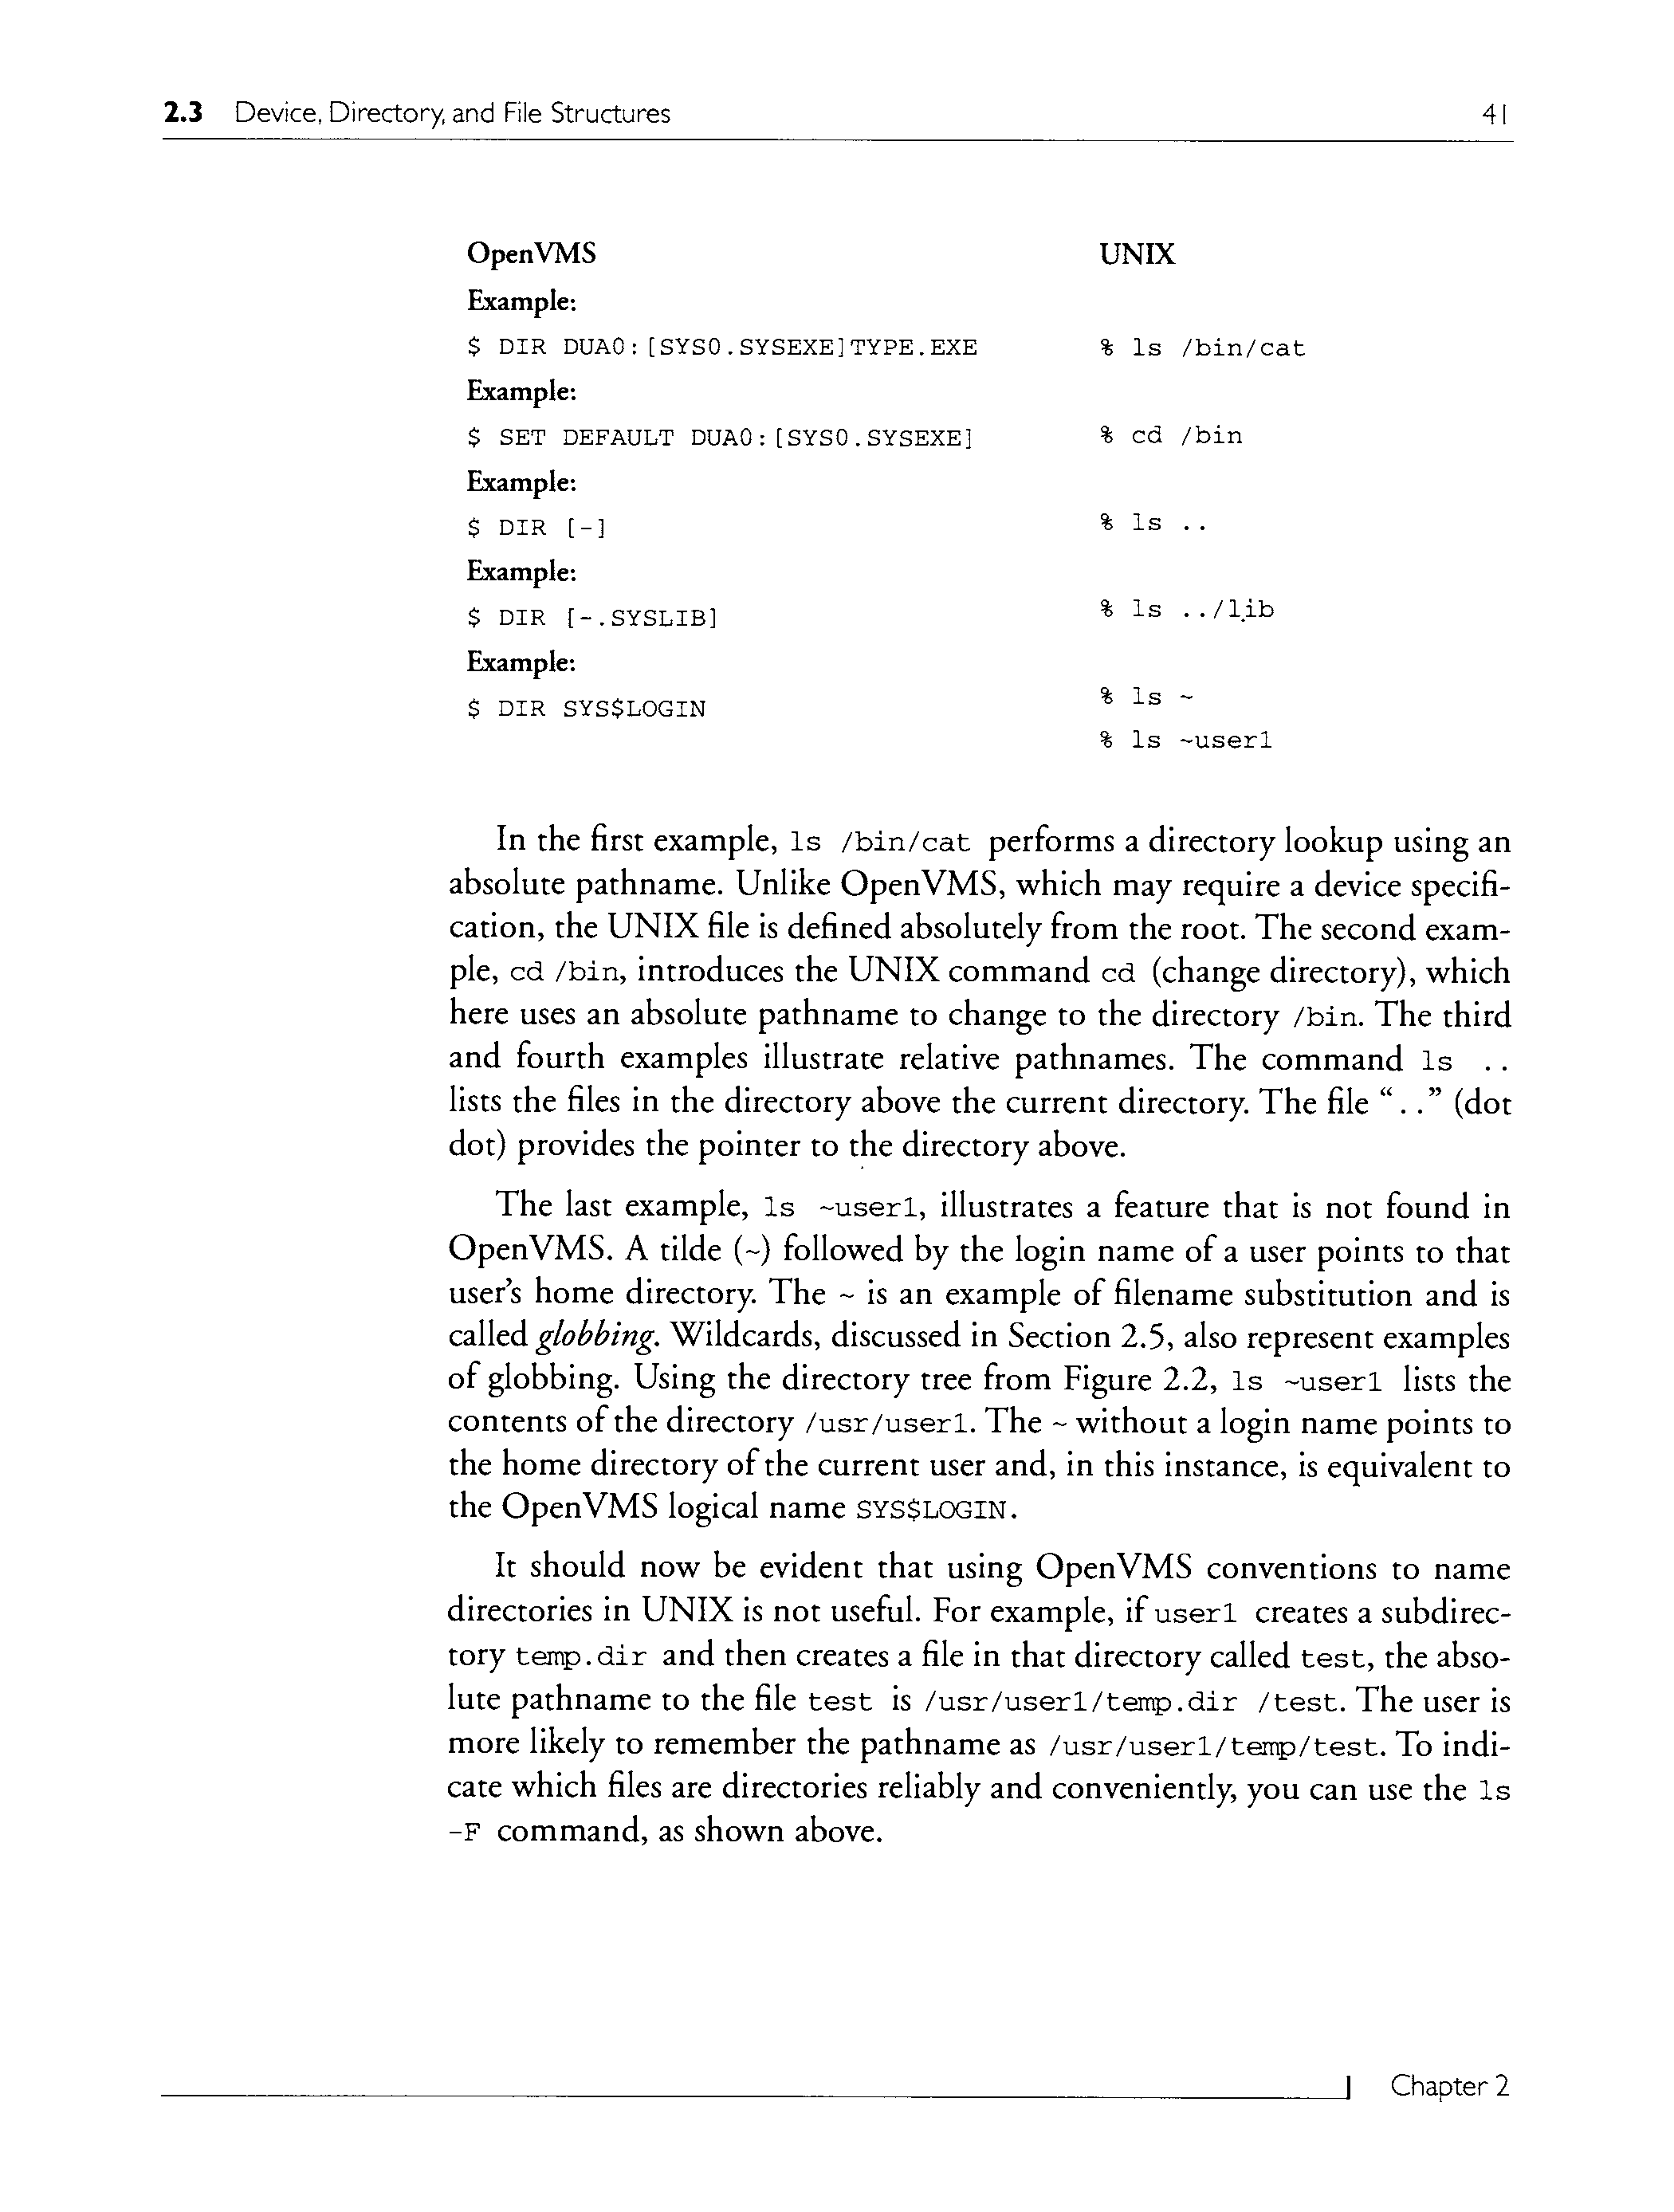 2.3 Device, Directory, and File Structures 41
OpenVMS UNIX
Example:
$ DIR DUA0:[SYS0.SYSEXE]TYPE.EXE % ls /bin/cat
Example:
$ SET DEFAULT DUA0:[SYS0.SYSEXE] % cd /bin
Example:
$ DIR [-] % ls ..
Example:
$ DIR [-.SYSLIB] % ls ../lib
Example:
$ DIR SYS$LOGIN % ls ~
% ls ~user1
In the first example, ls /bin/cat performs a directory lookup using an
absolute pathname. Unlike OpenVMS, which may require a device specifi-
cation, the UNIX file is defined absolutely from the root. The second exam-
ple, cd /bin, introduces the UNIX command cd (change directory), which
here uses an absolute pathname to change to the directory /bin. The third
and fourth examples illustrate relative pathnames. The command ls ..
lists the files in the directory above the current directory. The file “..” (dot
dot) provides the pointer to the directory above.
The last example, ls ~user1, illustrates a feature that is not found in
OpenVMS. A tilde (~) followed by the login name of a user points to that
user’s home directory. The ~ is an example of filename substitution and is
called globbing. Wildcards, discussed in Section 2.5, also represent examples
of globbing. Using the directory tree from Figure 2.2, ls ~user1 lists the
contents of the directory /usr/user1. The ~ without a login name points to
the home directory of the current user and, in this instance, is equivalent to
the OpenVMS logical name SYS$LOGIN.
It should now be evident that using OpenVMS conventions to name
directories in UNIX is not useful. For example, if user1 creates a subdirec-
tory temp.dir and then creates a file in that directory called test, the abso-
lute pathname to the file test is /usr/user1/temp.dir /test. The user is
more likely to remember the pathname as /usr/user1/temp/test. To indi-
cate which files are directories reliably and conveniently, you can use the ls
-F command, as shown above.
Chapter 2